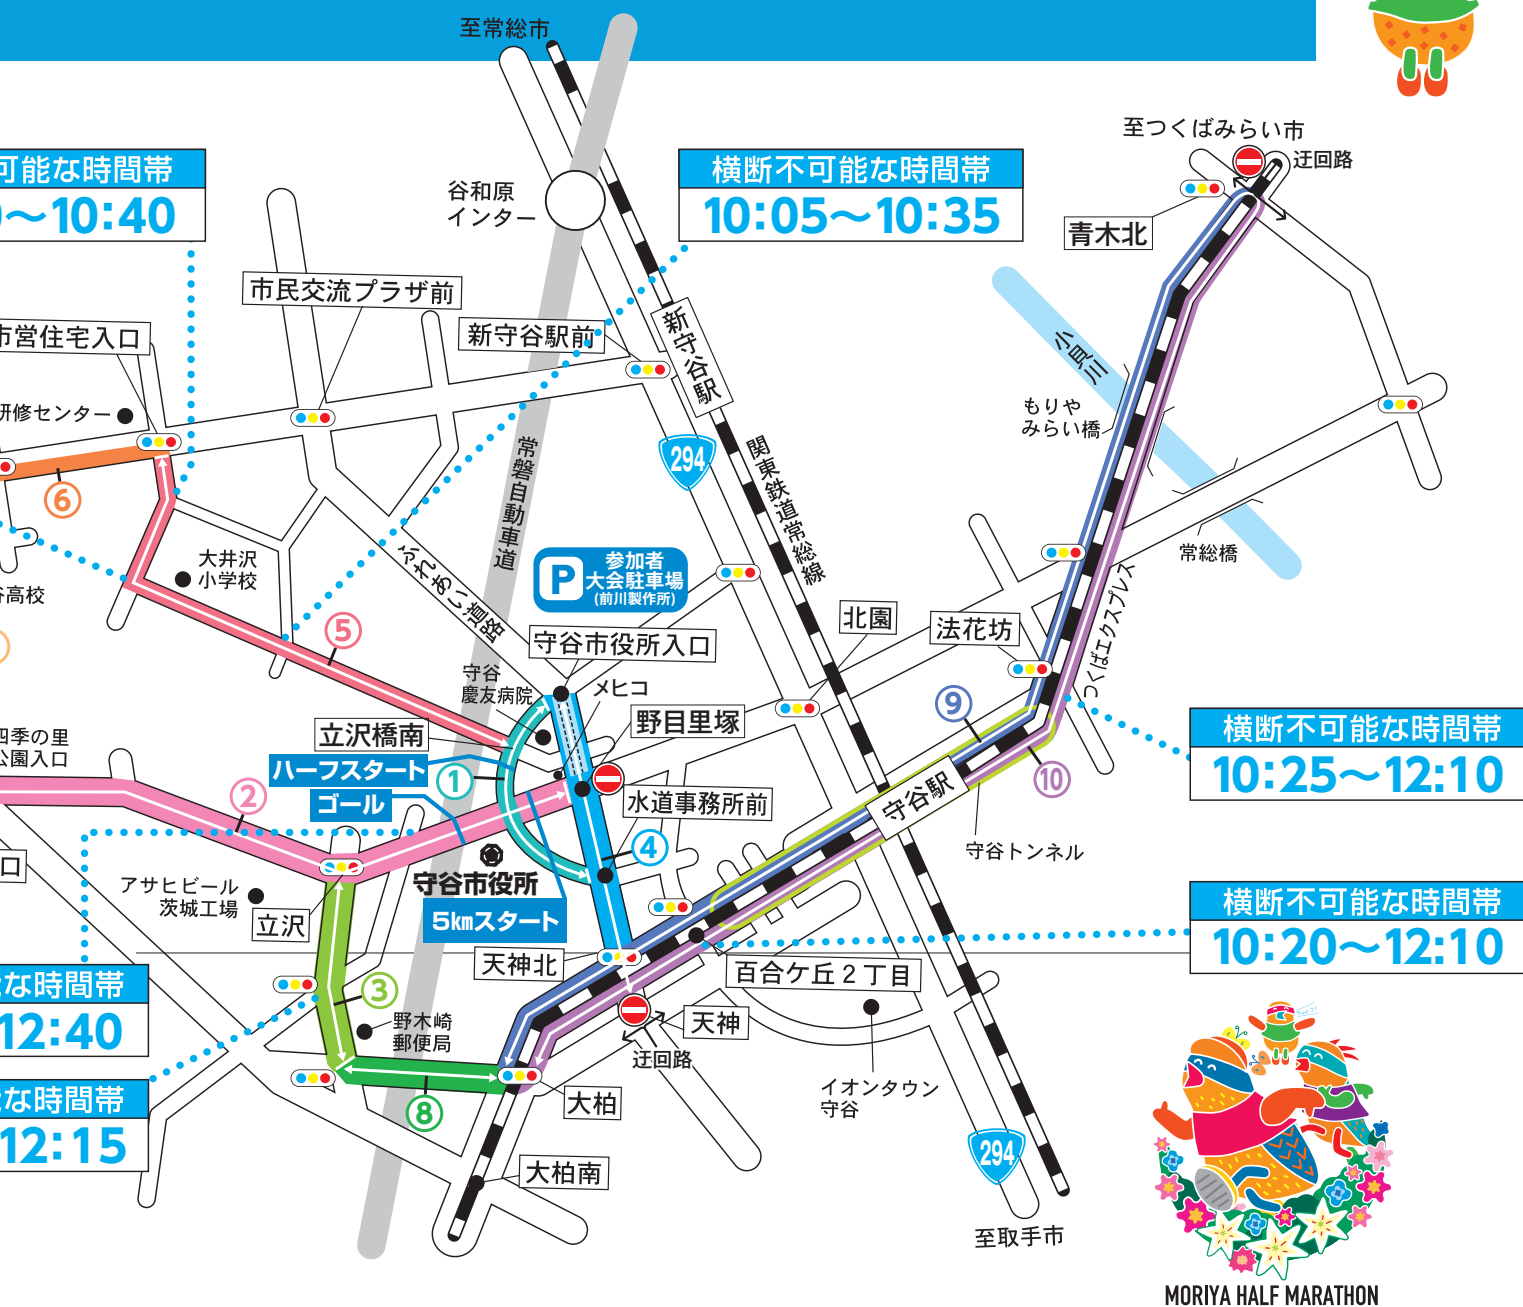 至常総市
至つくばみらい市
迂回路
可能な時間帯
～10:40
谷和原
インター
横断不可能な時間帯
10:05～10:35
青木北
市民交流プラザ前
新守谷駅前
新守谷駅
市営住宅入口
小貝川
研修センター
もりや
みらい橋
294
関東鉄道常総線
常磐自動車道
6
常総橋
大井沢
小学校
ふれあい道路
P
参加者
大会駐車場
(前川製作所)
谷高校
つくばエクスプレス
北園
法花坊
5
守谷市役所入口
守谷
慶友病院
メヒコ
9
四季の里
公園入口
立沢橋南
野目里塚
横断不可能な時間帯
10:25～12:10
ハーフスタート
1
10
2
ゴール
水道事務所前
守谷駅
守谷トンネル
4
口
アサヒビール
茨城工場
守谷市役所
立沢
5㎞スタート
横断不可能な時間帯
10:20～12:10
天神北
百合ケ丘２丁目
な時間帯
12:40
3
野木崎
郵便局
天神
迂回路
イオンタウン
守谷
な時間帯
12:15
8
大柏
294
大柏南
至取手市
MORIYA HALF MARATHON